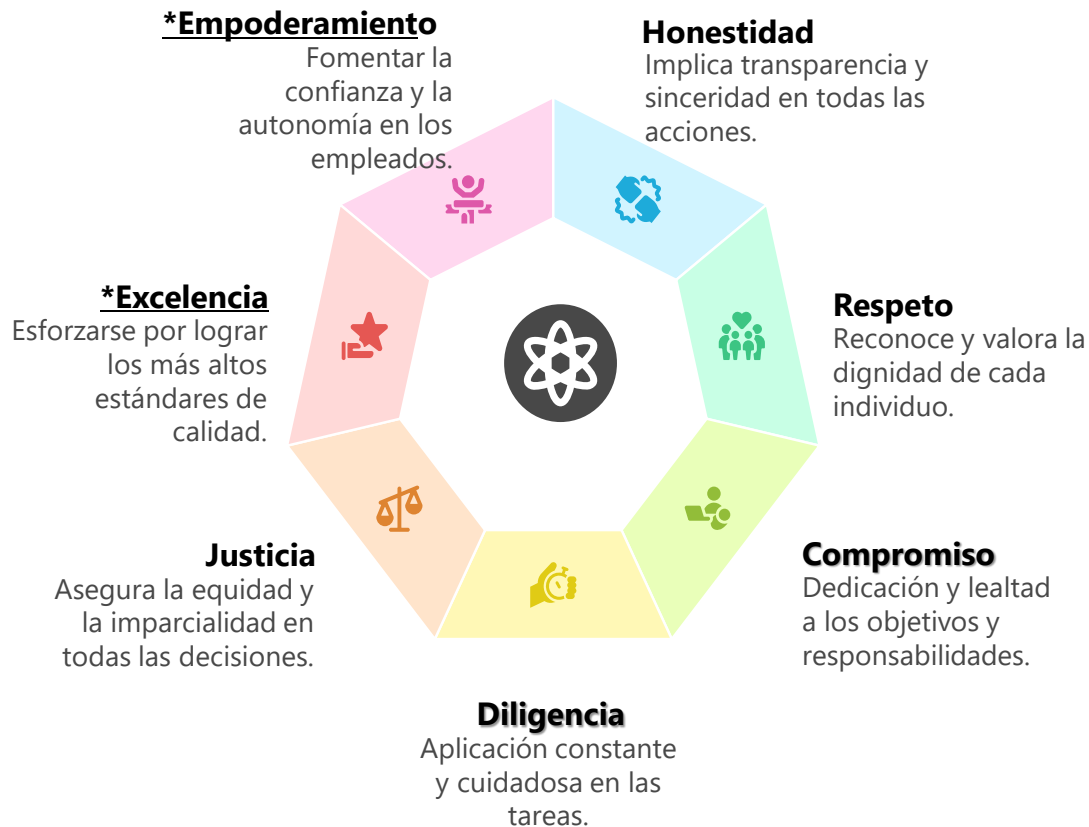 *Empoderamiento
Fomentar la
confianza y la
autonomía en los
empleados.
Honestidad
Implica transparencia y
sinceridad en todas las
acciones.
Respeto
Reconoce y valora la
dignidad de cada
individuo.
Compromiso
Dedicación y lealtad
a los objetivos y
responsabilidades.
Diligencia
Aplicación constante
y cuidadosa en las
tareas.
Justicia
Asegura la equidad y
la imparcialidad en
todas las decisiones.
*Excelencia
Esforzarse por lograr
los más altos
estándares de
calidad.